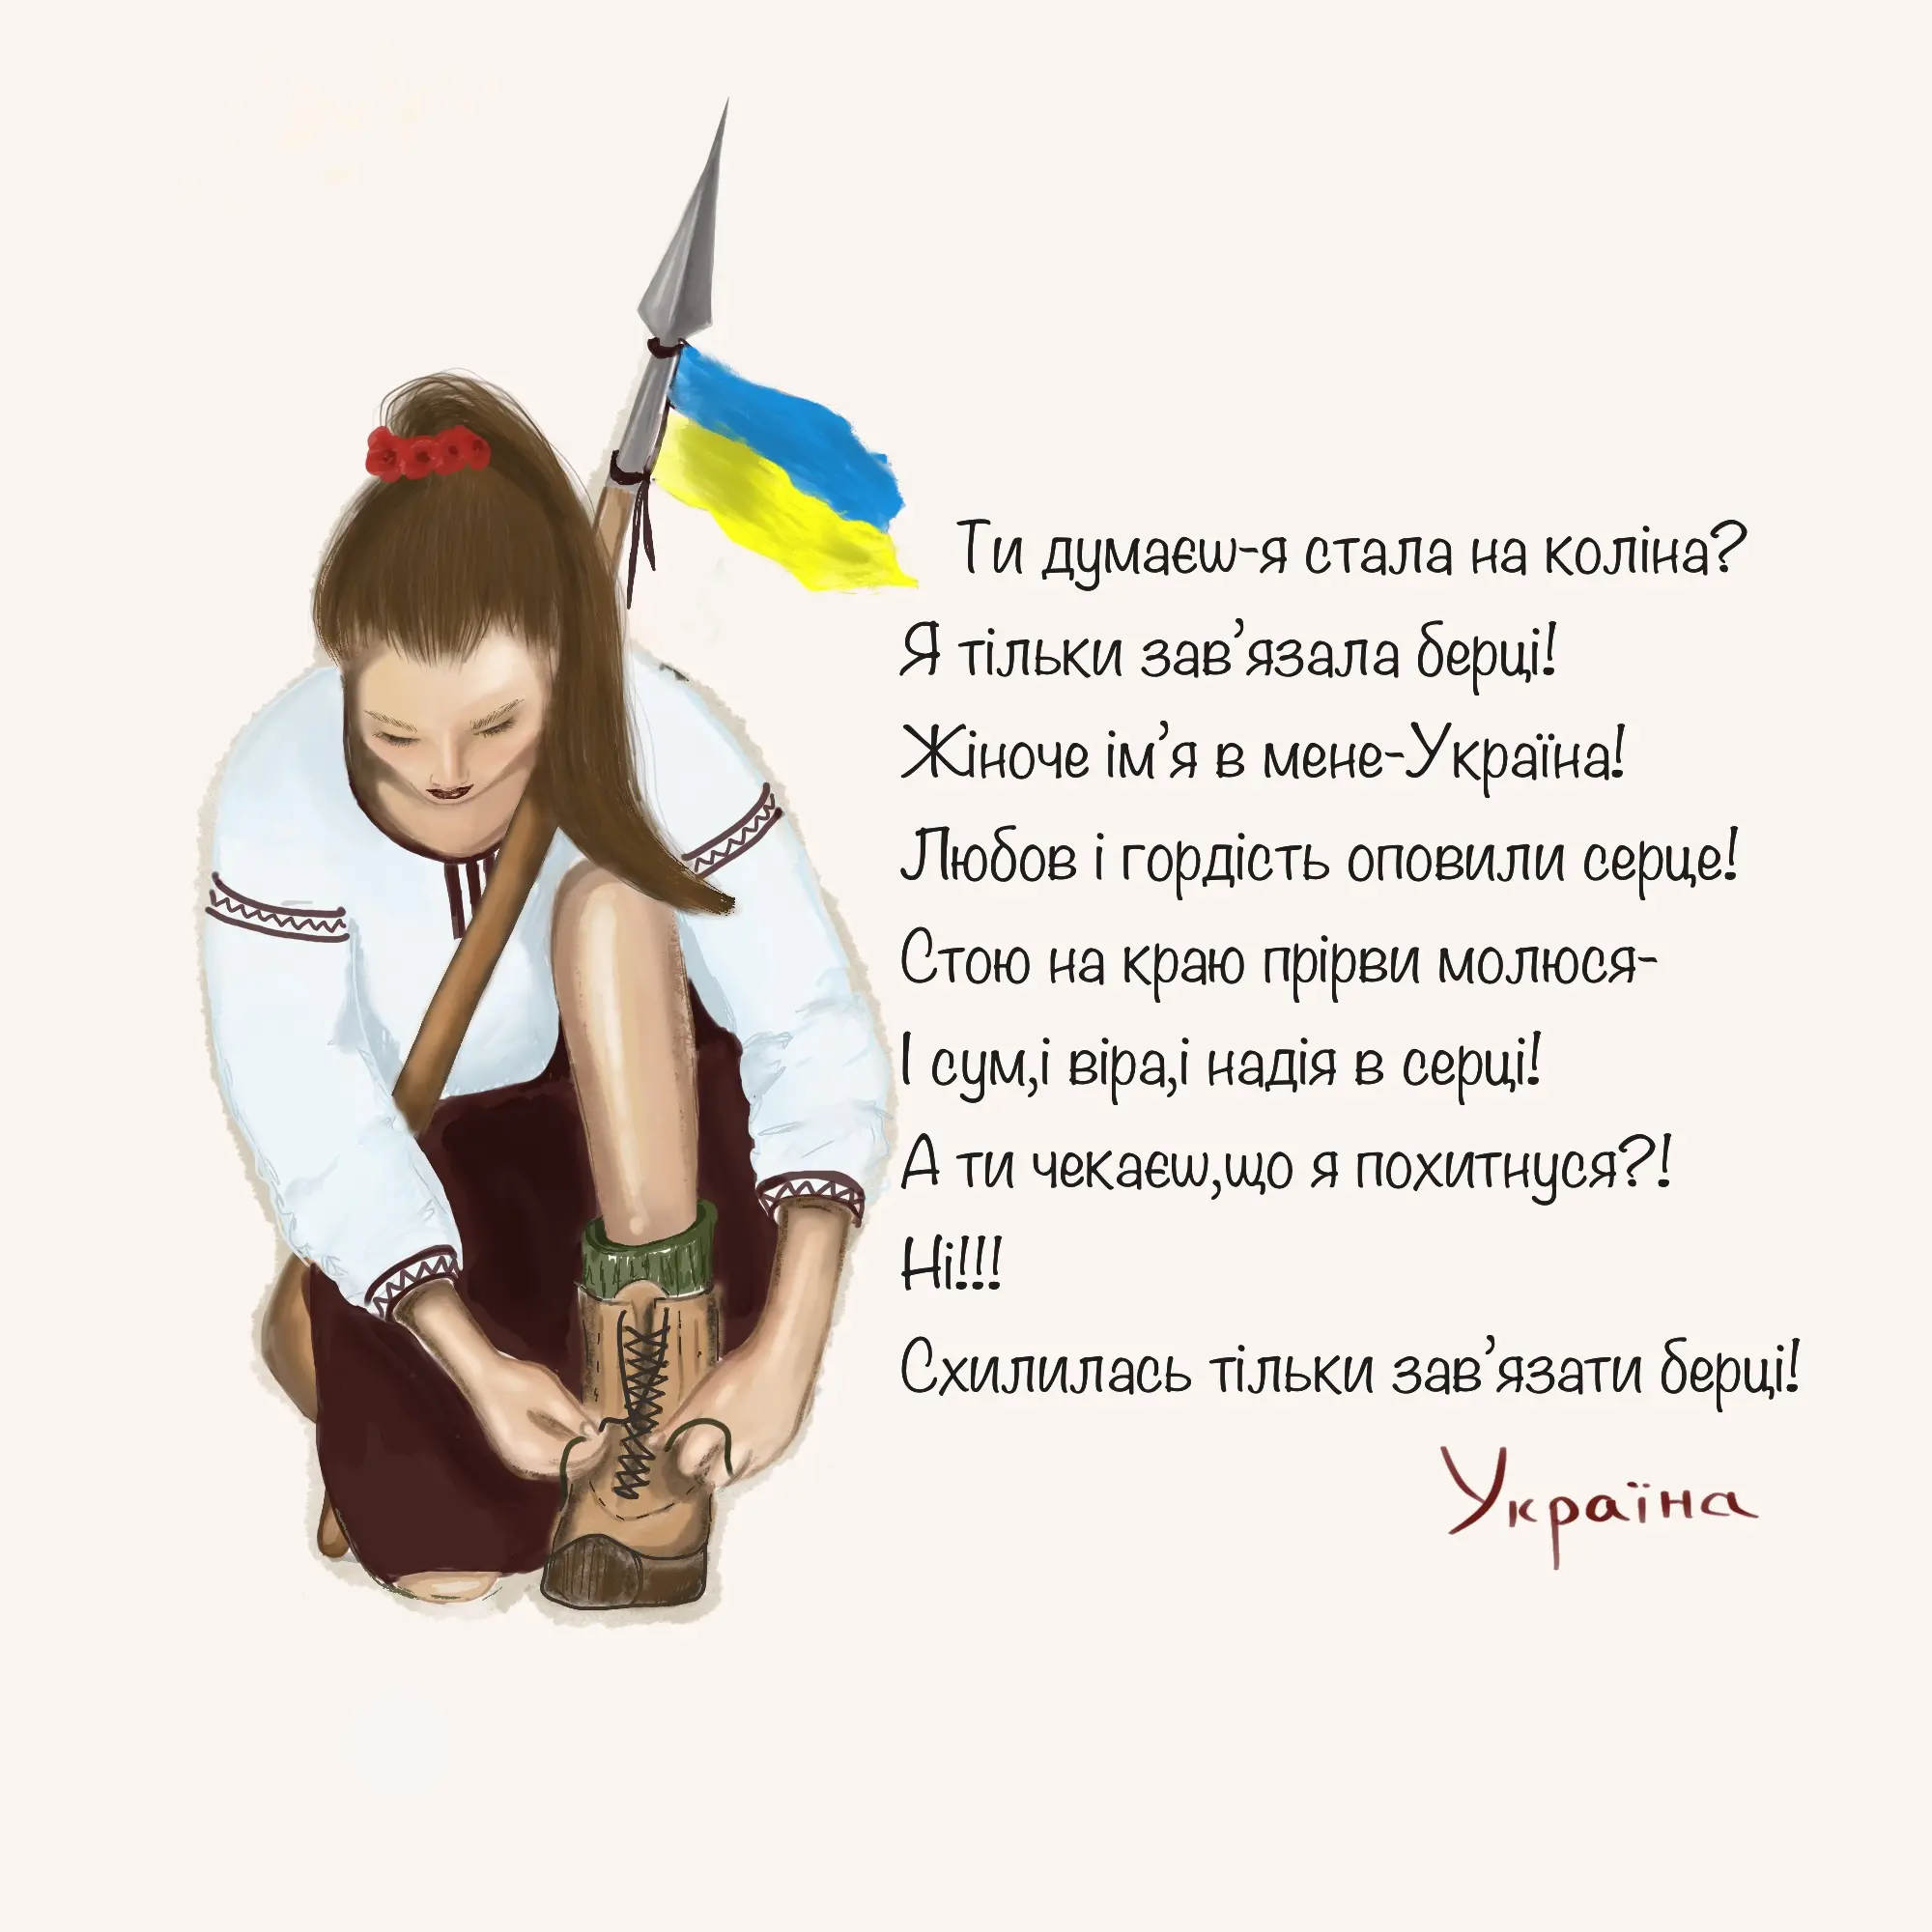 Ти думаєш-я стала на коліна?
Я тільки зав’язала берці!
Жіноче ім’я в мене-Україна!
Любов і гордість оповили серце!
Стою на краю прірви молюся-
І сум,і віра,і надія в серці!
А ти чекаєш,що я похитнуся?!
Ні!!!
Схилилась тільки зав’язати берці!
Україна